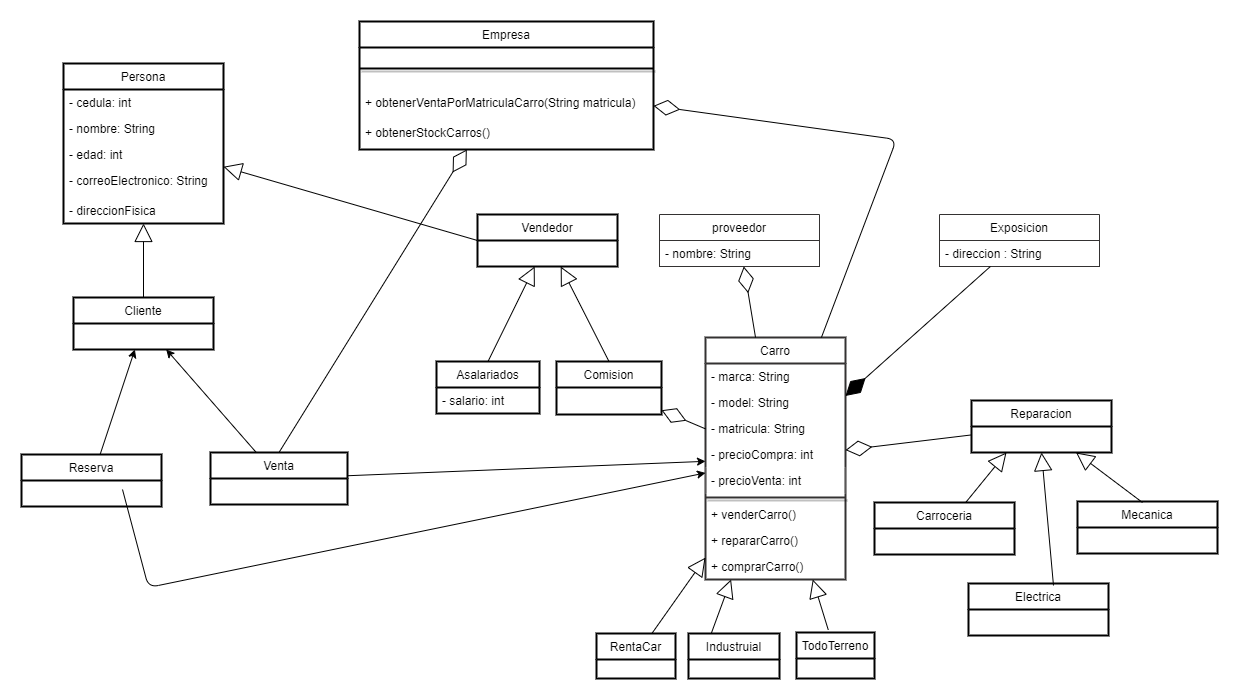 Empresa
+ obtenerVentaPorMatriculaCarro(String matricula)
+ obtenerStockCarros()
Persona
- cedula: int
- nombre: String
- edad: int
- correoElectronico: String
- direccionFisica
Vendedor
proveedor
- nombre: String
Exposicion
- direccion : String
Cliente
Asalariados
- salario: int
Comision
Carro
- marca: String
- model: String
- matricula: String
- precioCompra: int
- precioVenta: int
+ venderCarro()
+ repararCarro()
+ comprarCarro()
Reparacion
Reserva
Venta
Carroceria
Mecanica
Electrica
RentaCar
Industruial
TodoTerreno